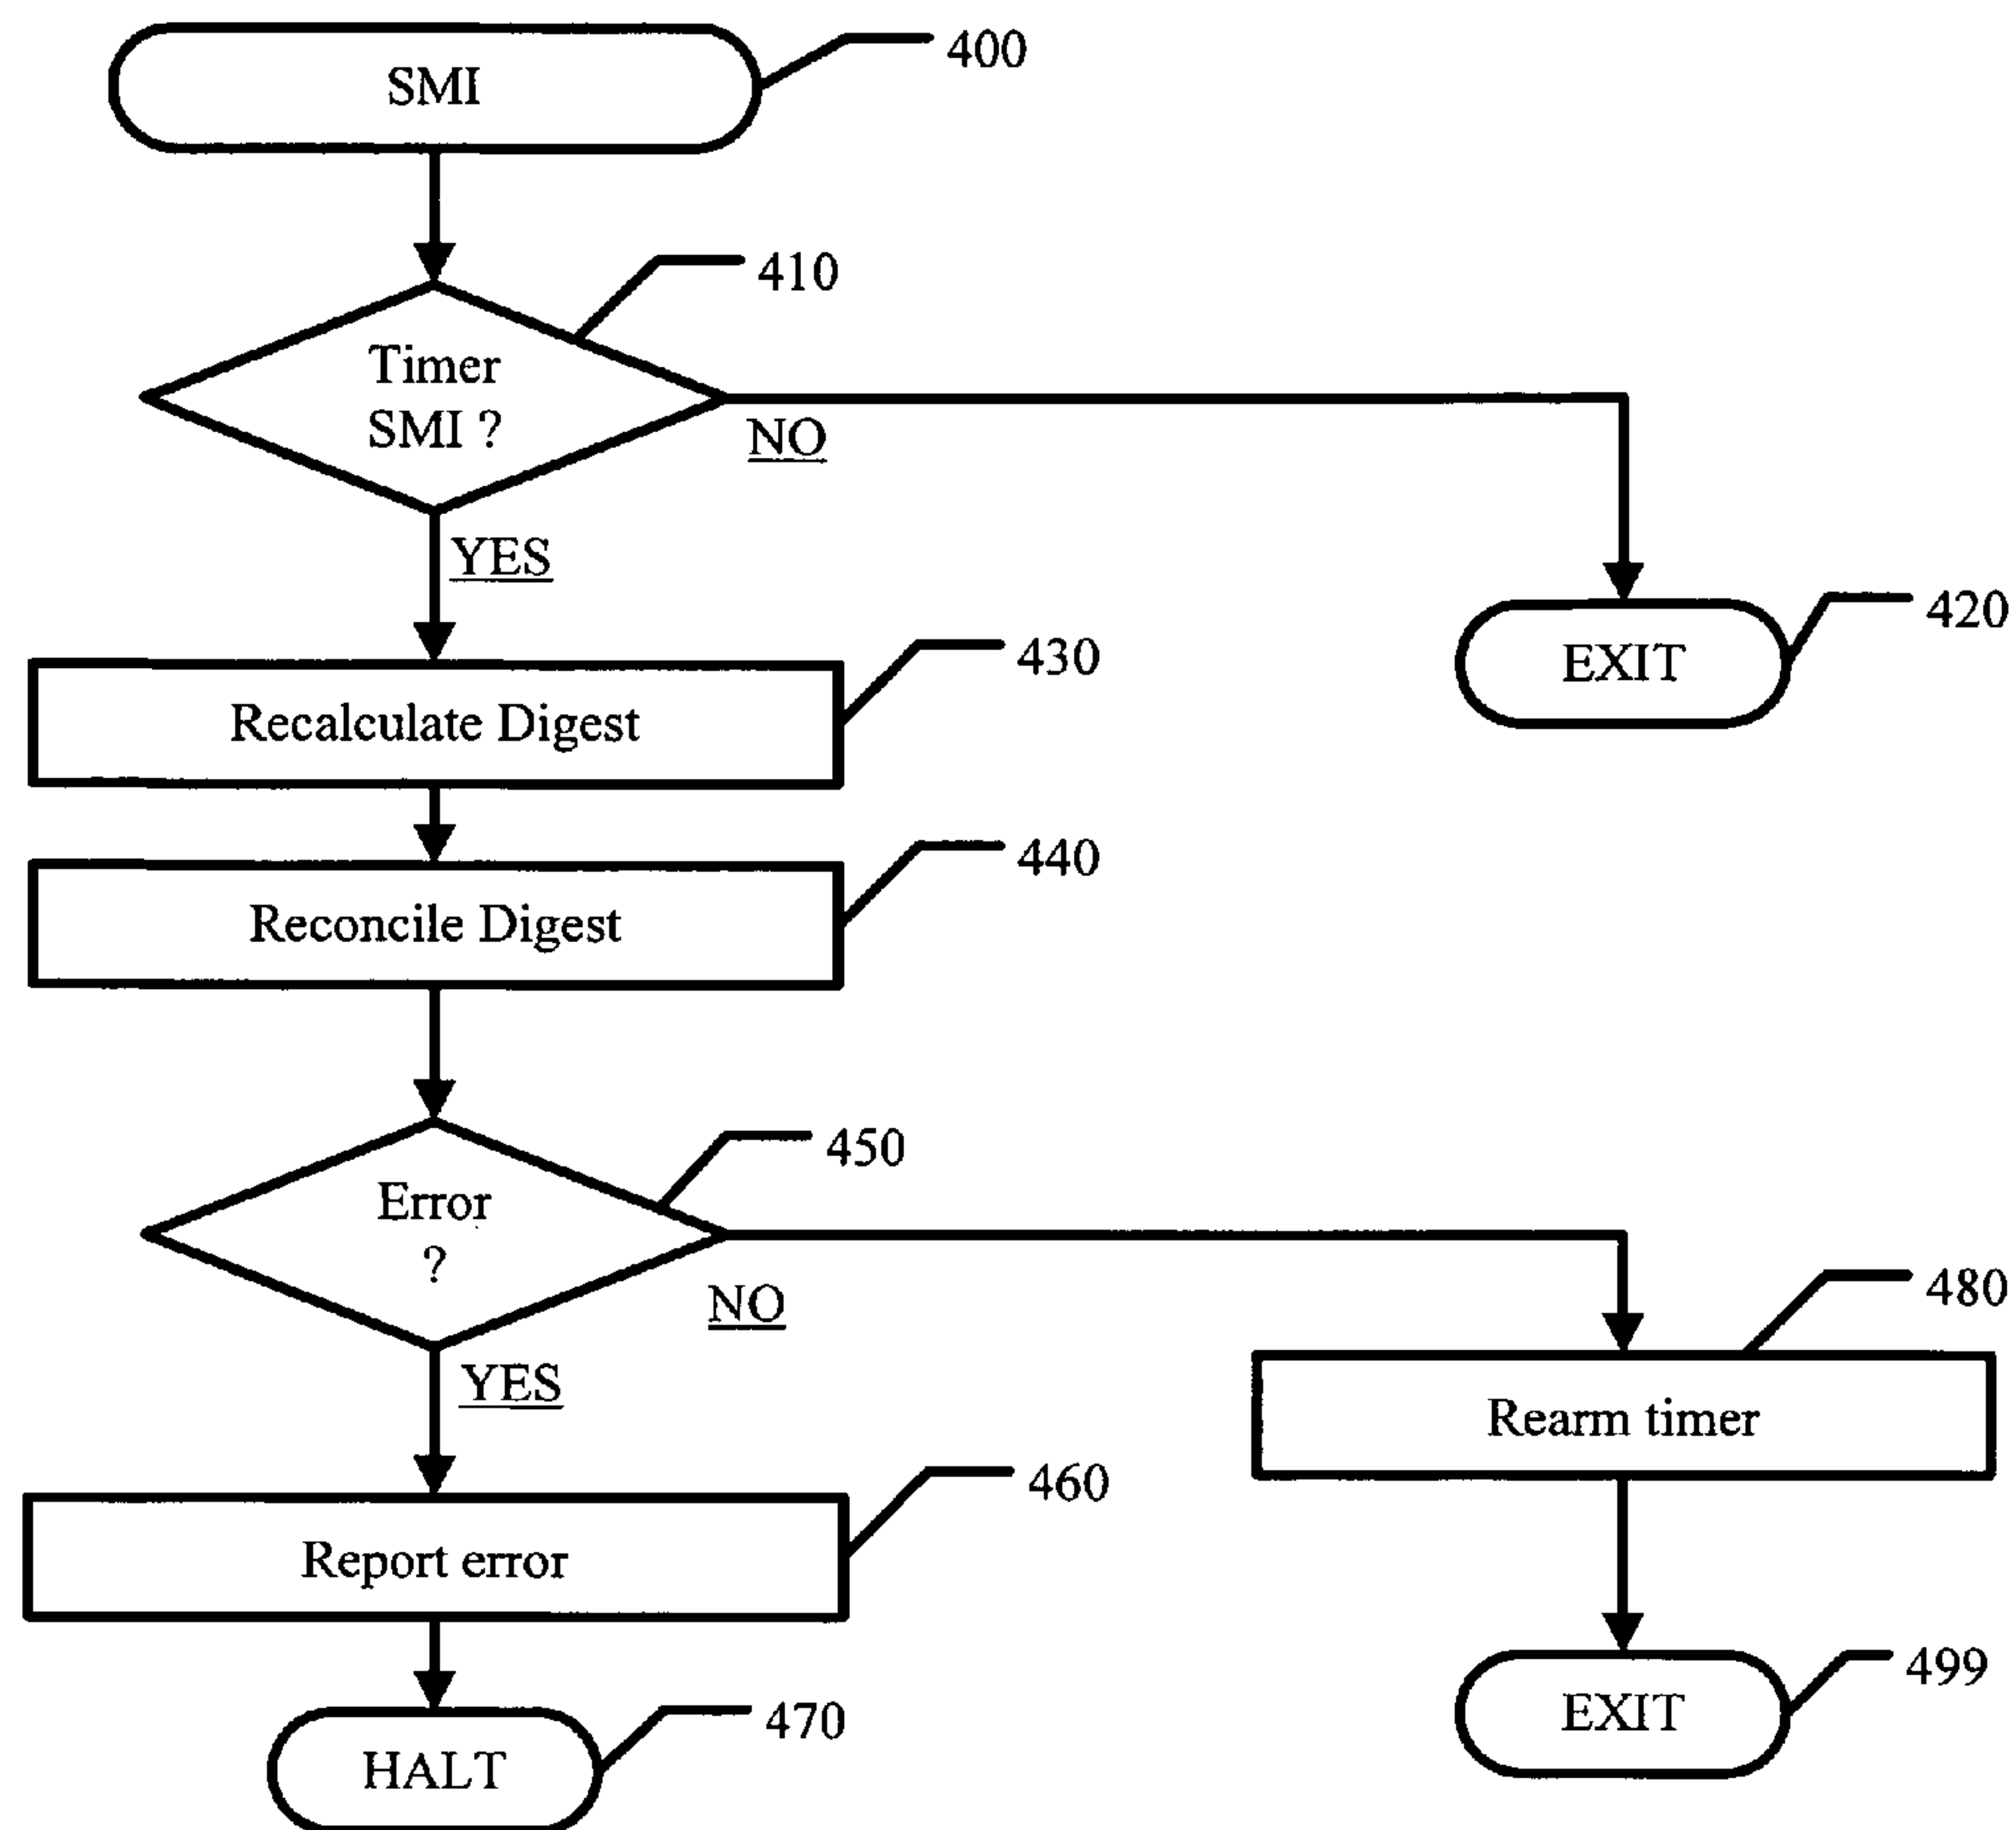 SMI
400
Timer
SMI ?
410
NO
YES
EXIT
420
Recalculate Digest
430
Reconcile Digest
440
Error
?
450
NO
YES
480
Rearm timer
Report error
460
EXIT
499
HALT
470